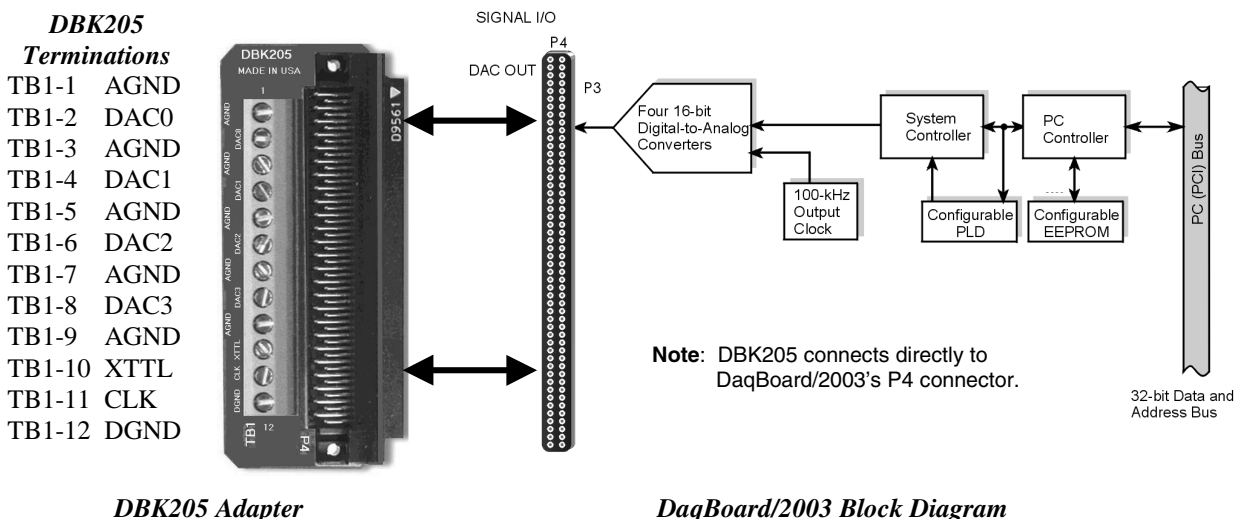 DBK205
Terminations
TB1-1 AGND
TB1-2 DAC0
TB1-3 AGND
TB1-4 DAC1
TB1-5 AGND
TB1-6 DAC2
TB1-7 AGND
TB1-8 DAC3
TB1-9 AGND
TB1-10 XTTL
TB1-11 CLK
TB1-12 DGND
DBK205
MADE IN USA
1
AGND
DAC0
AGND
DAC1
AGND
DAC2
AGND
DAC3
AGND
XTTL
CLK
DGND
12
TB1
P4
09561
SIGNAL I/O
P4
DAC OUT
P3
Four 16-bit
Digital-to-Analog
Converters
100-kHz
Output
Clock
System
Controller
PC
Controller
Configurable
PLD
Configurable
EEPROM
PC (PCI) Bus
32-bit Data and
Address Bus
Note: DBK205 connects directly to
DaqBoard/2003's P4 connector.
DBK205 Adapter
DaqBoard/2003 Block Diagram